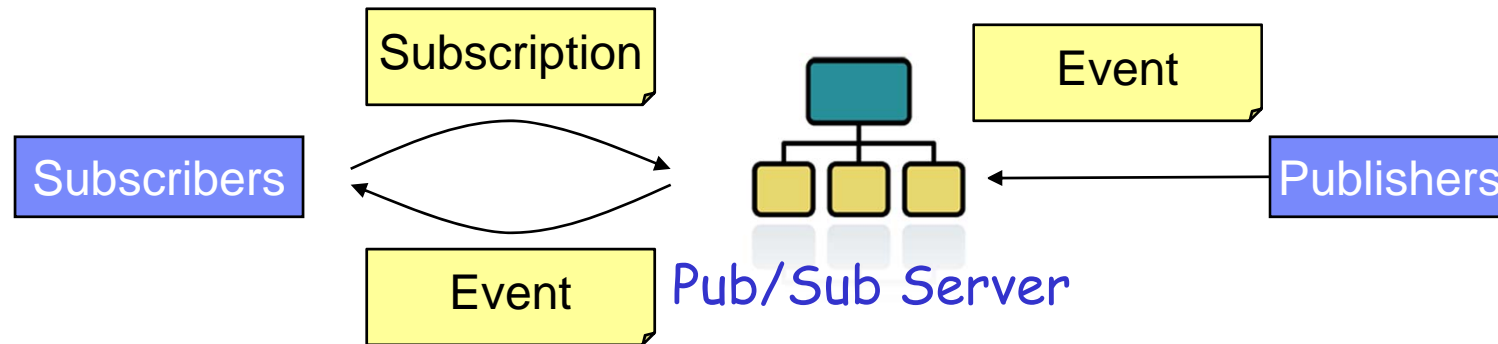 Subscription
Event
Subscribers
Publishers
Event
Pub/Sub Server